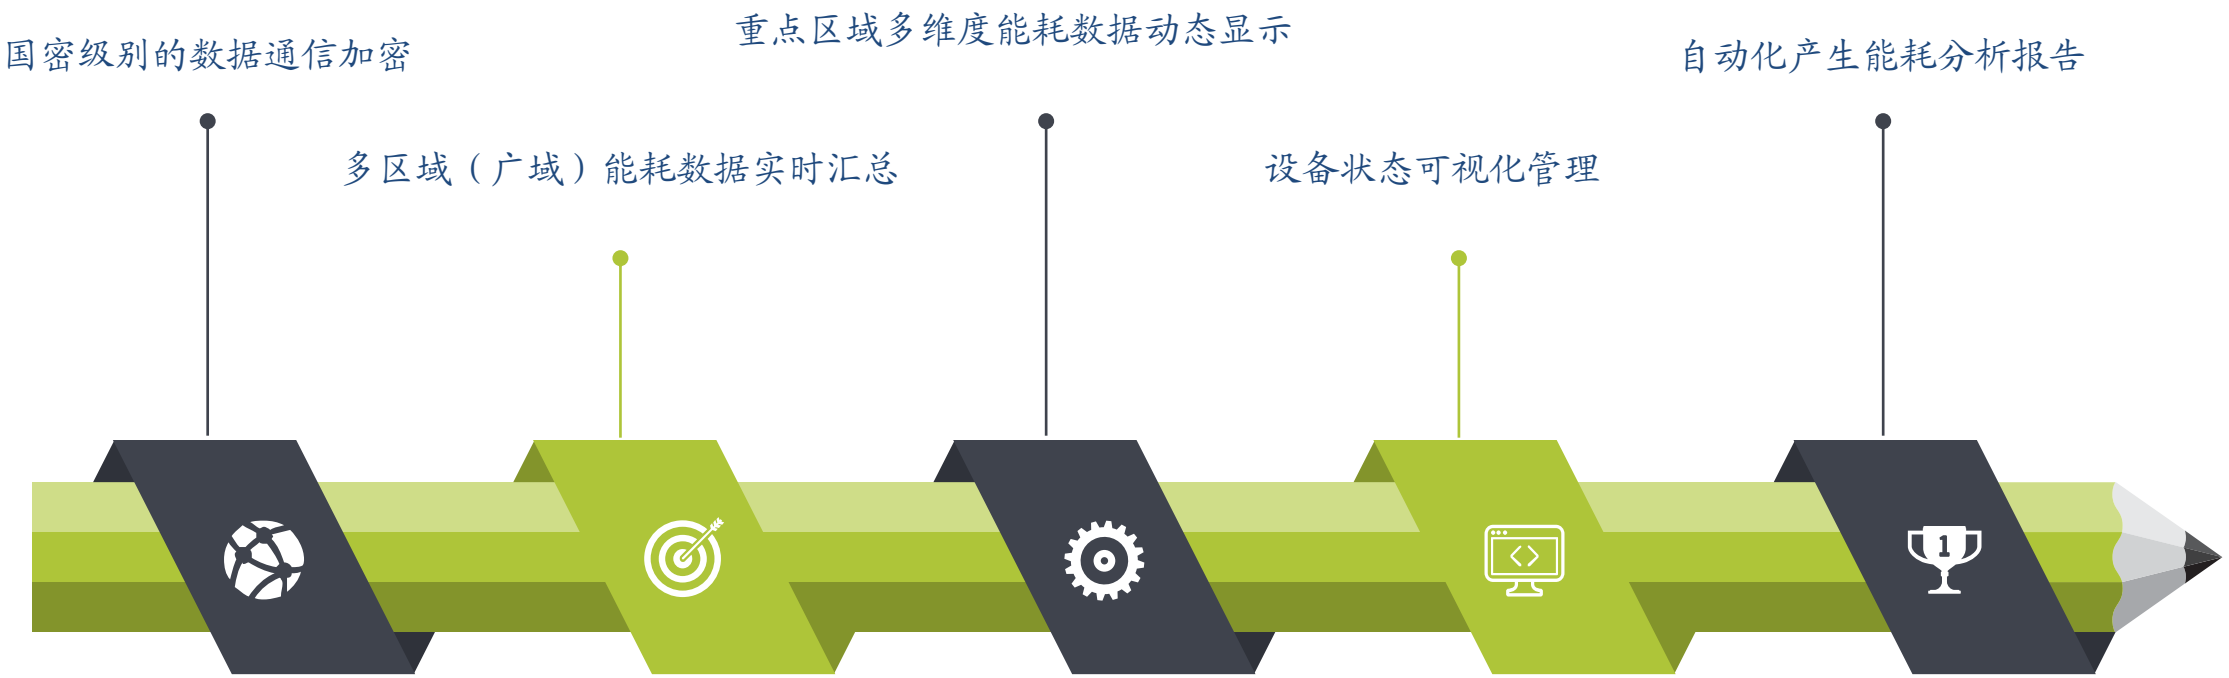 国密级别的数据通信加密
多区域（广域）能耗数据实时汇总
重点区域多维度能耗数据动态显示
设备状态可视化管理
自动化产生能耗分析报告
1